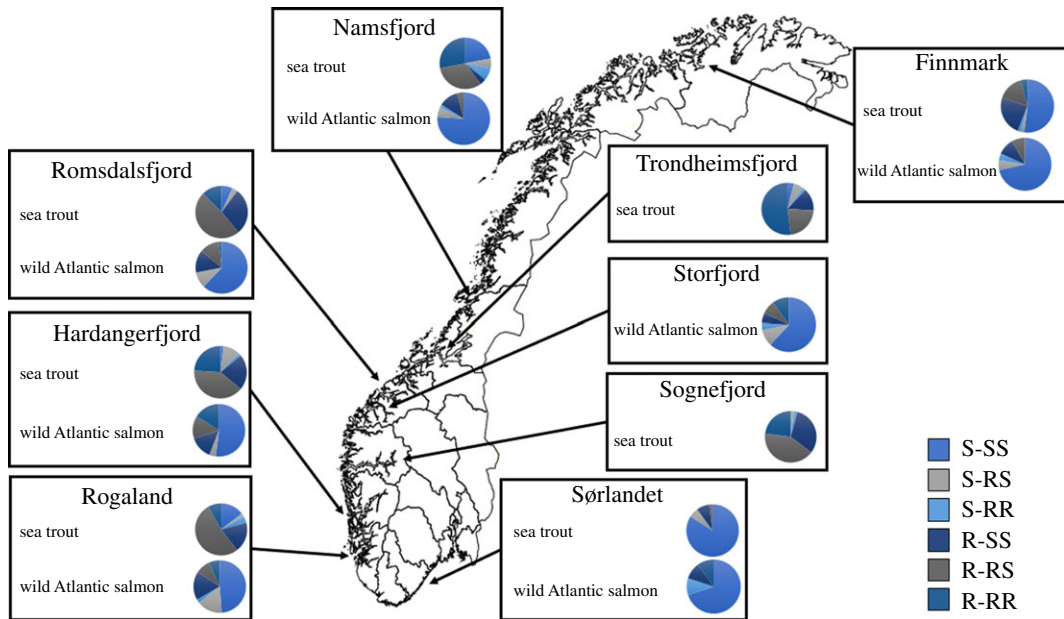 Namsfjord
sea trout
wild Atlantic salmon
Finnmark
sea trout
wild Atlantic salmon
Romsdalsfjord
sea trout
wild Atlantic salmon
Trondheimsfjord
sea trout
Storfjord
wild Atlantic salmon
Hardangerfjord
sea trout
wild Atlantic salmon
Sognefjord
sea trout
Rogaland
sea trout
wild Atlantic salmon
Sørlandet
sea trout
wild Atlantic salmon
S-SS
S-RS
S-RR
R-SS
R-RS
R-RR